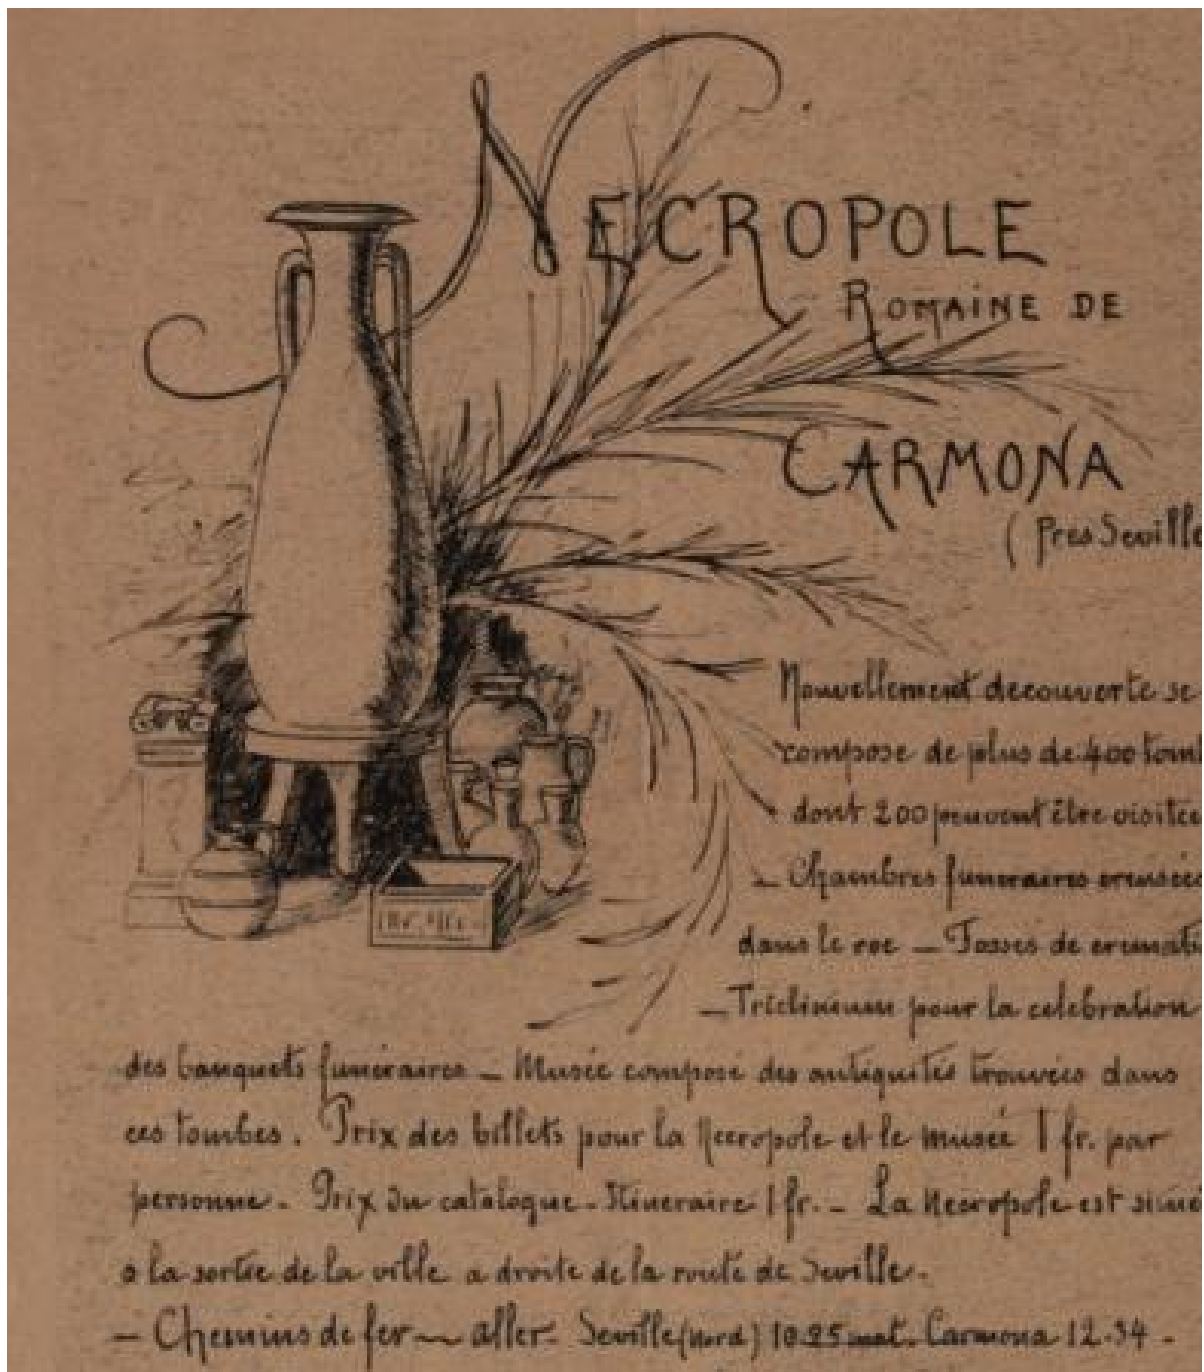 NECROPOLE
ROMAINE DE
CARMONA
(Pres Seville
Nouvellement decouverte se
compose de plus de 400 tomb
dont 200 peuvent être visitée
– Chambres funeraires creusées
dans le roc – Fosses de cremati
– Triclinium pour la celebration
des banquets funéraires – Musée composé des antiquités trouvées dans
ces tombes. Prix des billets pour la Necropole et le musée 1 fr. par
personne. Prix du catalogue-Itineraire 1 fr. – La Necropole est situé
a la sortie de la ville a droite de la route de Seville.
– Chemins de fer – aller. Seville (nord) 10.25 mat. Carmona 12.34 –